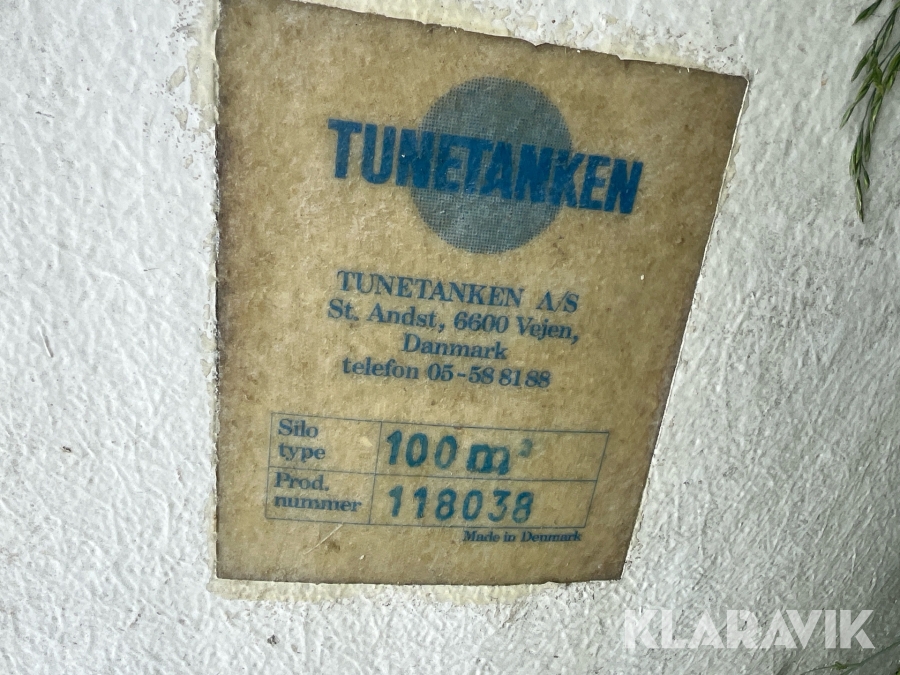 TUNETANKEN
TUNETANKEN A/S
St. Andst, 6600 Vejen,
Danmark
telefon 05-58 81 88
Silo type 100 m³
Prod. nummer 118038
Made in Denmark
KLARAVIK